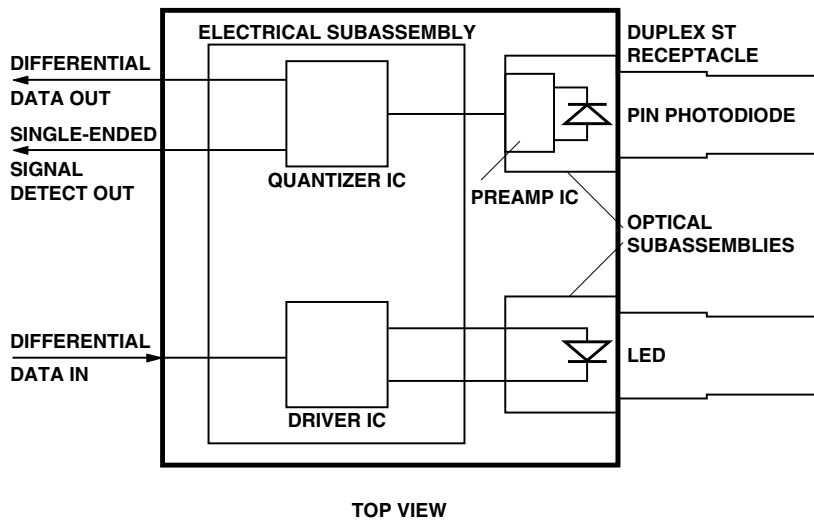 ELECTRICAL SUBASSEMBLY
DUPLEX ST
RECEPTACLE
DIFFERENTIAL
DATA OUT
SINGLE-ENDED
SIGNAL
DETECT OUT
QUANTIZER IC
PIN PHOTODIODE
PREAMP IC
OPTICAL
SUBASSEMBLIES
DIFFERENTIAL
DATA IN
DRIVER IC
LED
TOP VIEW